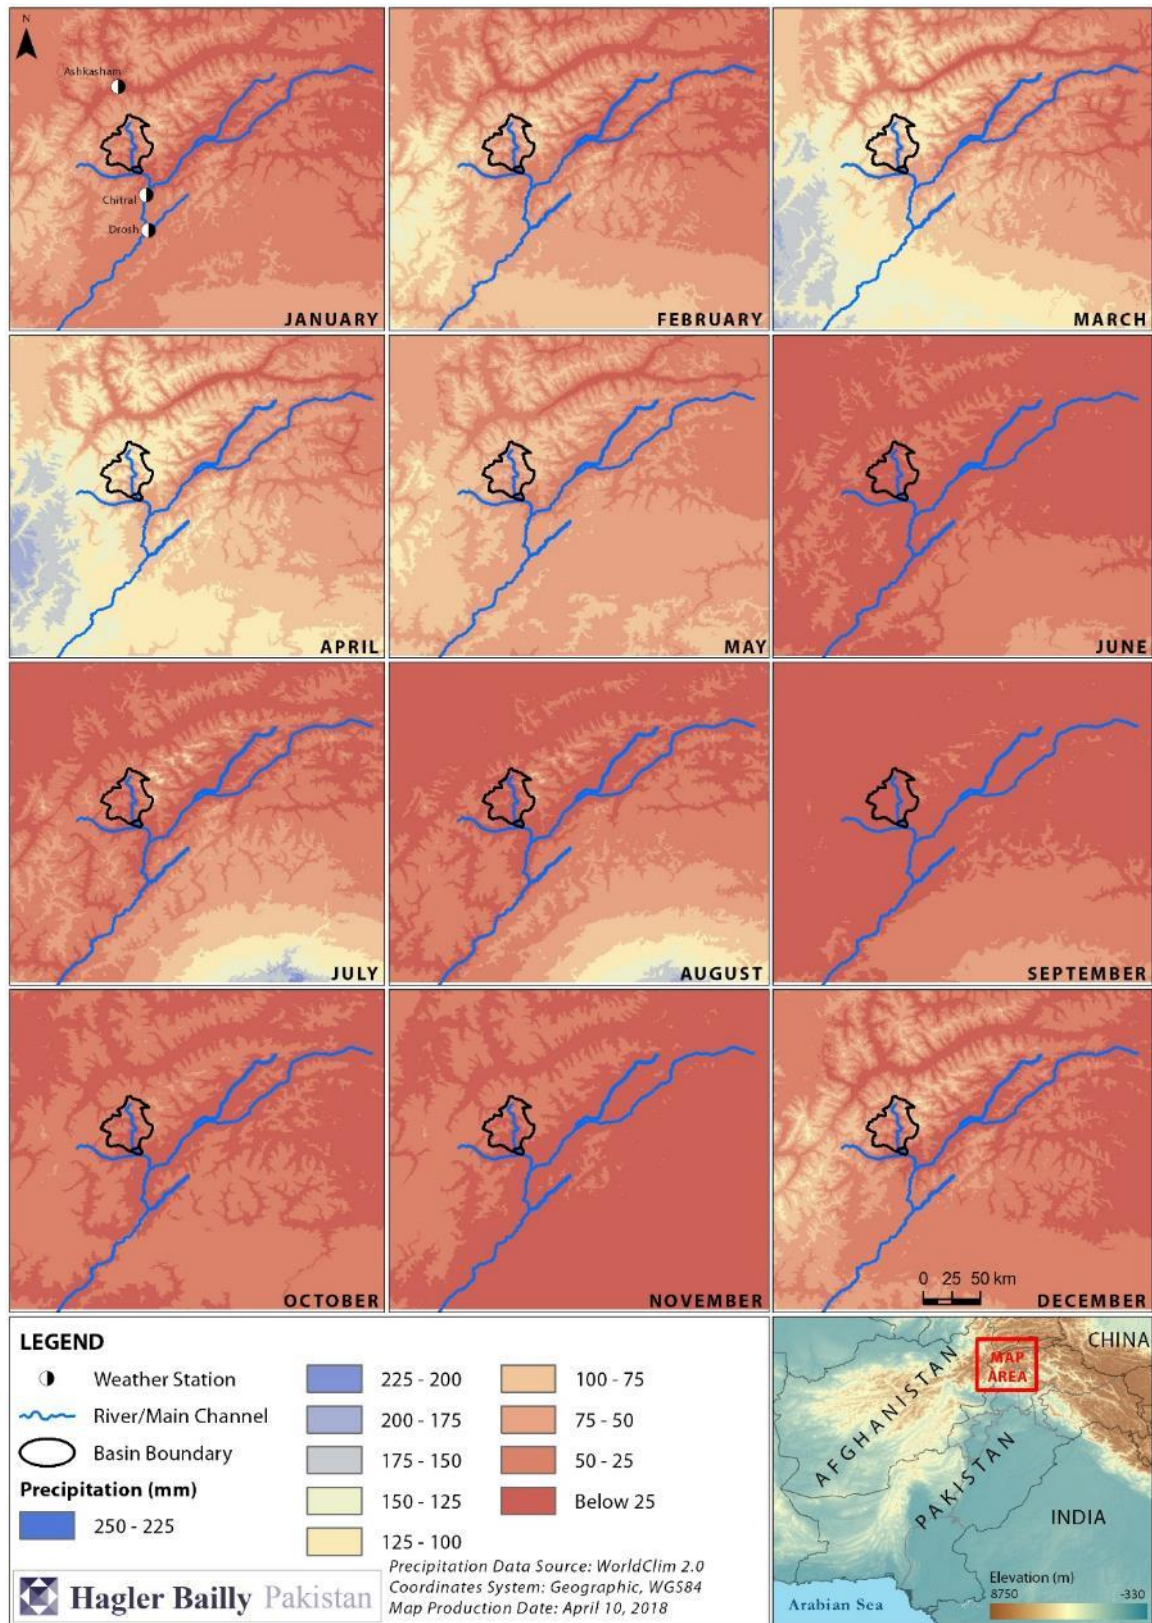 N
Ashkasham
Chitral
Drosh
JANUARY
FEBRUARY
MARCH
APRIL
MAY
JUNE
JULY
AUGUST
SEPTEMBER
OCTOBER
NOVEMBER
0 25 50 km
DECEMBER
LEGEND
Weather Station
River/Main Channel
Basin Boundary
Precipitation (mm)
250 - 225
225 - 200
200 - 175
175 - 150
150 - 125
125 - 100
100 - 75
75 - 50
50 - 25
Below 25
Hagler Bailly Pakistan
Precipitation Data Source: WorldClim 2.0
Coordinates System: Geographic, WGS84
Map Production Date: April 10, 2018
CHINA
MAP
AREA
AFGHANISTAN
PAKISTAN
INDIA
Arabian Sea
Elevation (m)
8750 -330